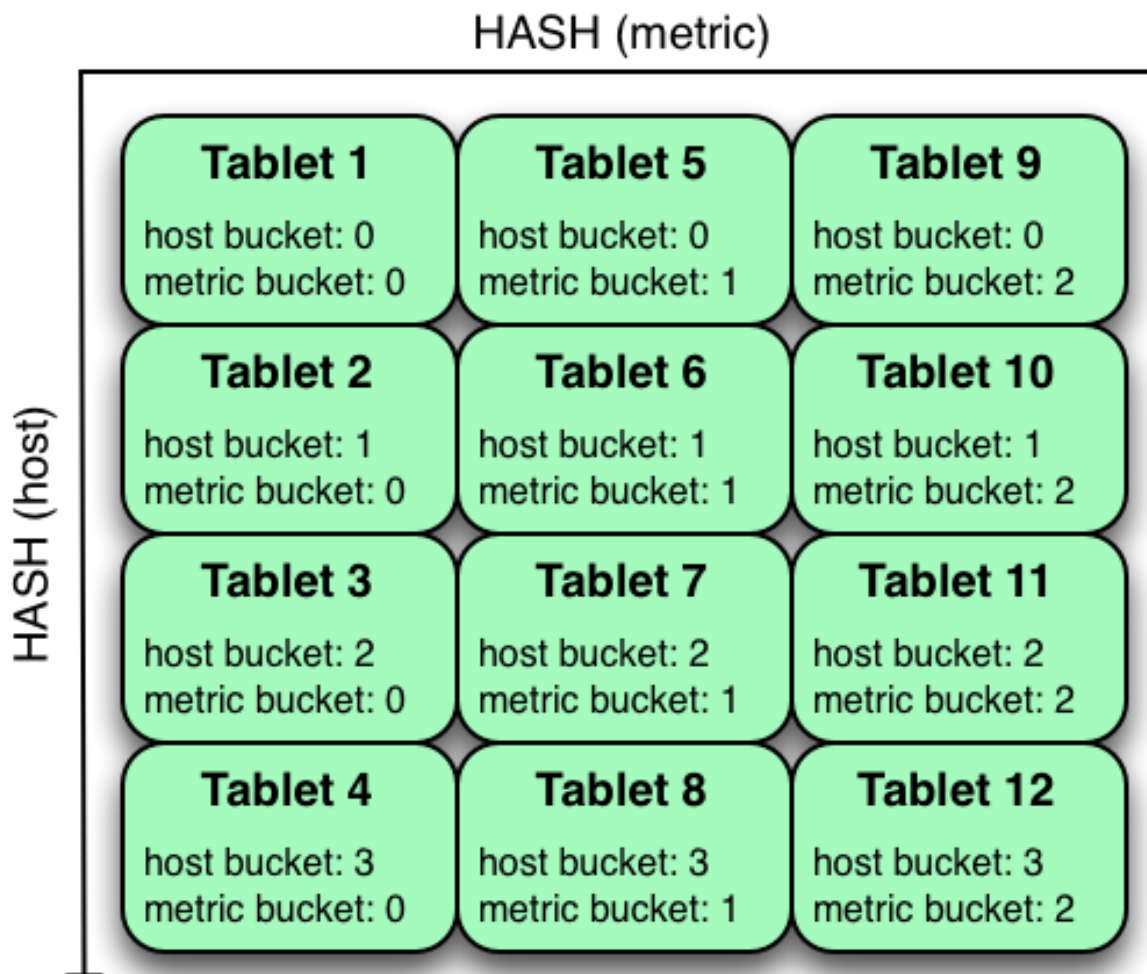 HASH (metric)
HASH (host)
Tablet 1
host bucket: 0
metric bucket: 0
Tablet 5
host bucket: 0
metric bucket: 1
Tablet 9
host bucket: 0
metric bucket: 2
Tablet 2
host bucket: 1
metric bucket: 0
Tablet 6
host bucket: 1
metric bucket: 1
Tablet 10
host bucket: 1
metric bucket: 2
Tablet 3
host bucket: 2
metric bucket: 0
Tablet 7
host bucket: 2
metric bucket: 1
Tablet 11
host bucket: 2
metric bucket: 2
Tablet 4
host bucket: 3
metric bucket: 0
Tablet 8
host bucket: 3
metric bucket: 1
Tablet 12
host bucket: 3
metric bucket: 2